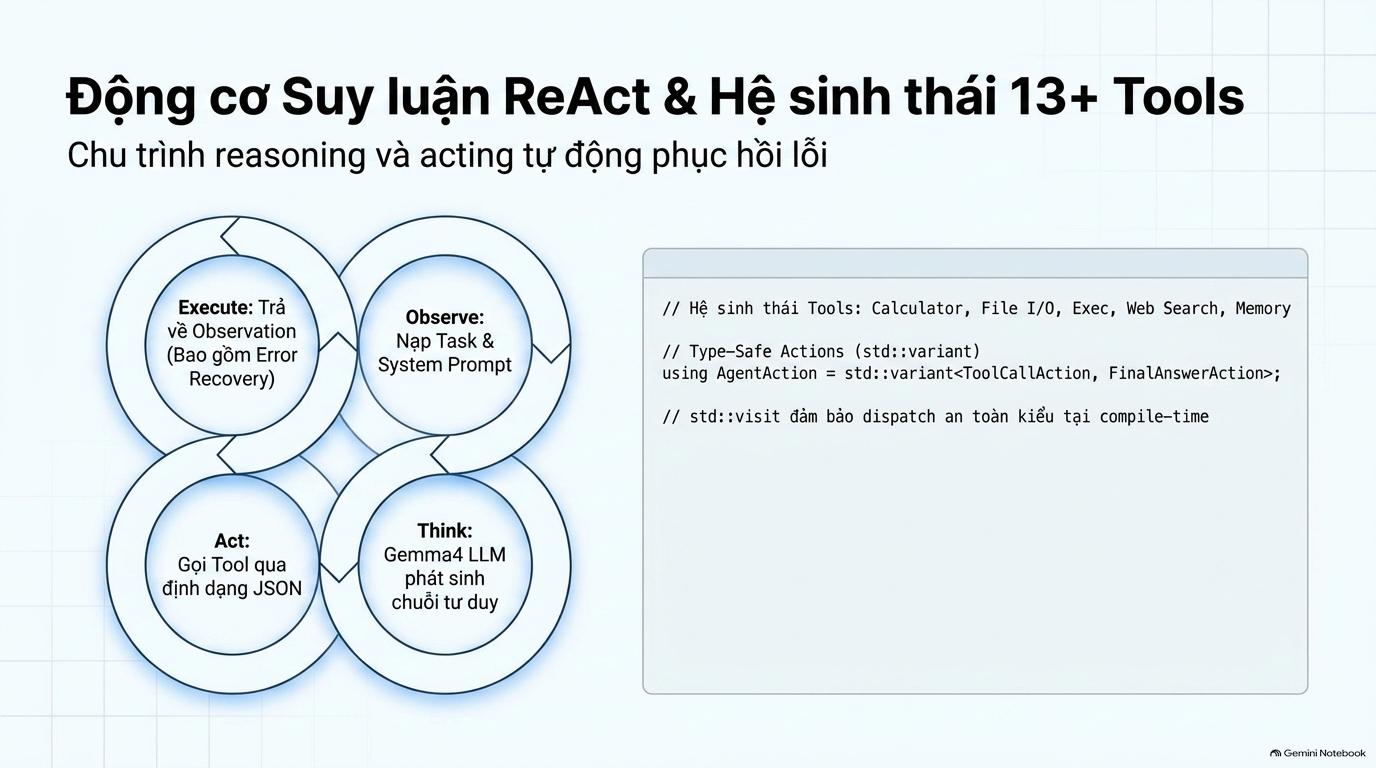 Động cơ Suy luận ReAct & Hệ sinh thái 13+ Tools
Chu trình reasoning và acting tự động phục hồi lỗi
Execute: Trả
về Observation
(Bao gồm Error
Recovery)
Observe:
Nạp Task &
System Prompt
Act:
Gọi Tool qua
định dạng JSON
Think:
Gemma4 LLM
phát sinh
chuỗi tư duy
// Hệ sinh thái Tools: Calculator, File I/O, Exec, Web Search, Memory
// Type-Safe Actions (std::variant)
using AgentAction = std::variant<ToolCallAction, FinalAnswerAction>;
// std::visit đảm bảo dispatch an toàn kiểu tại compile-time
Gemini Notebook